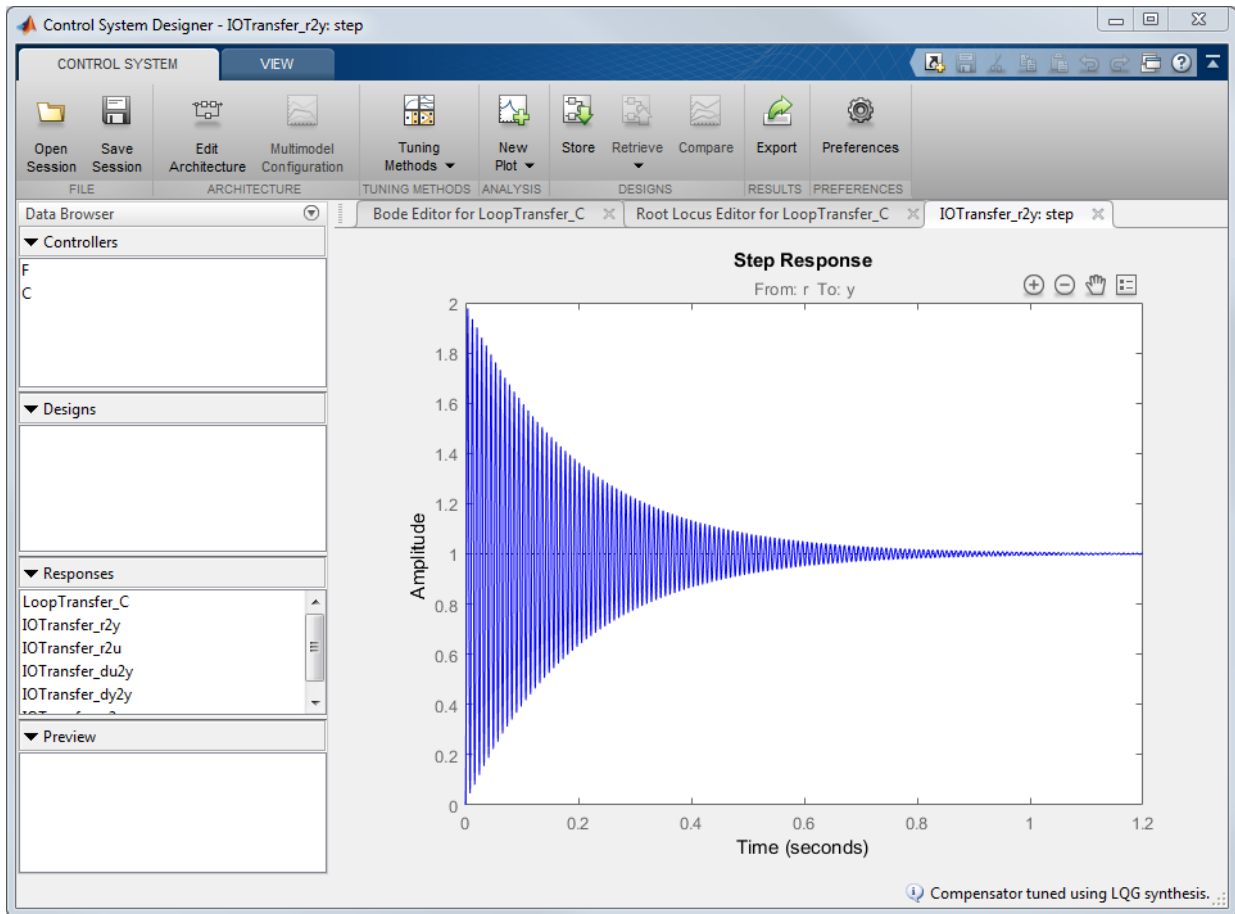 Control System Designer - IOTransfer_r2y: step
CONTROL SYSTEM
VIEW
Open Session
Save Session
Edit Architecture
Multimodel Configuration
Tuning Methods
New Plot
Store
Retrieve
Compare
Export
Preferences
FILE
ARCHITECTURE
TUNING METHODS
ANALYSIS
DESIGNS
RESULTS
PREFERENCES
Data Browser
Controllers
F
C
Designs
Responses
LoopTransfer_C
IOTransfer_r2y
IOTransfer_r2u
IOTransfer_du2y
IOTransfer_dy2y
Preview
Bode Editor for LoopTransfer_C
Root Locus Editor for LoopTransfer_C
IOTransfer_r2y: step
Step Response
From: r To: y
Amplitude
2
1.8
1.6
1.4
1.2
1
0.8
0.6
0.4
0.2
0
0
0.2
0.4
0.6
0.8
1
1.2
Time (seconds)
Compensator tuned using LQG synthesis.